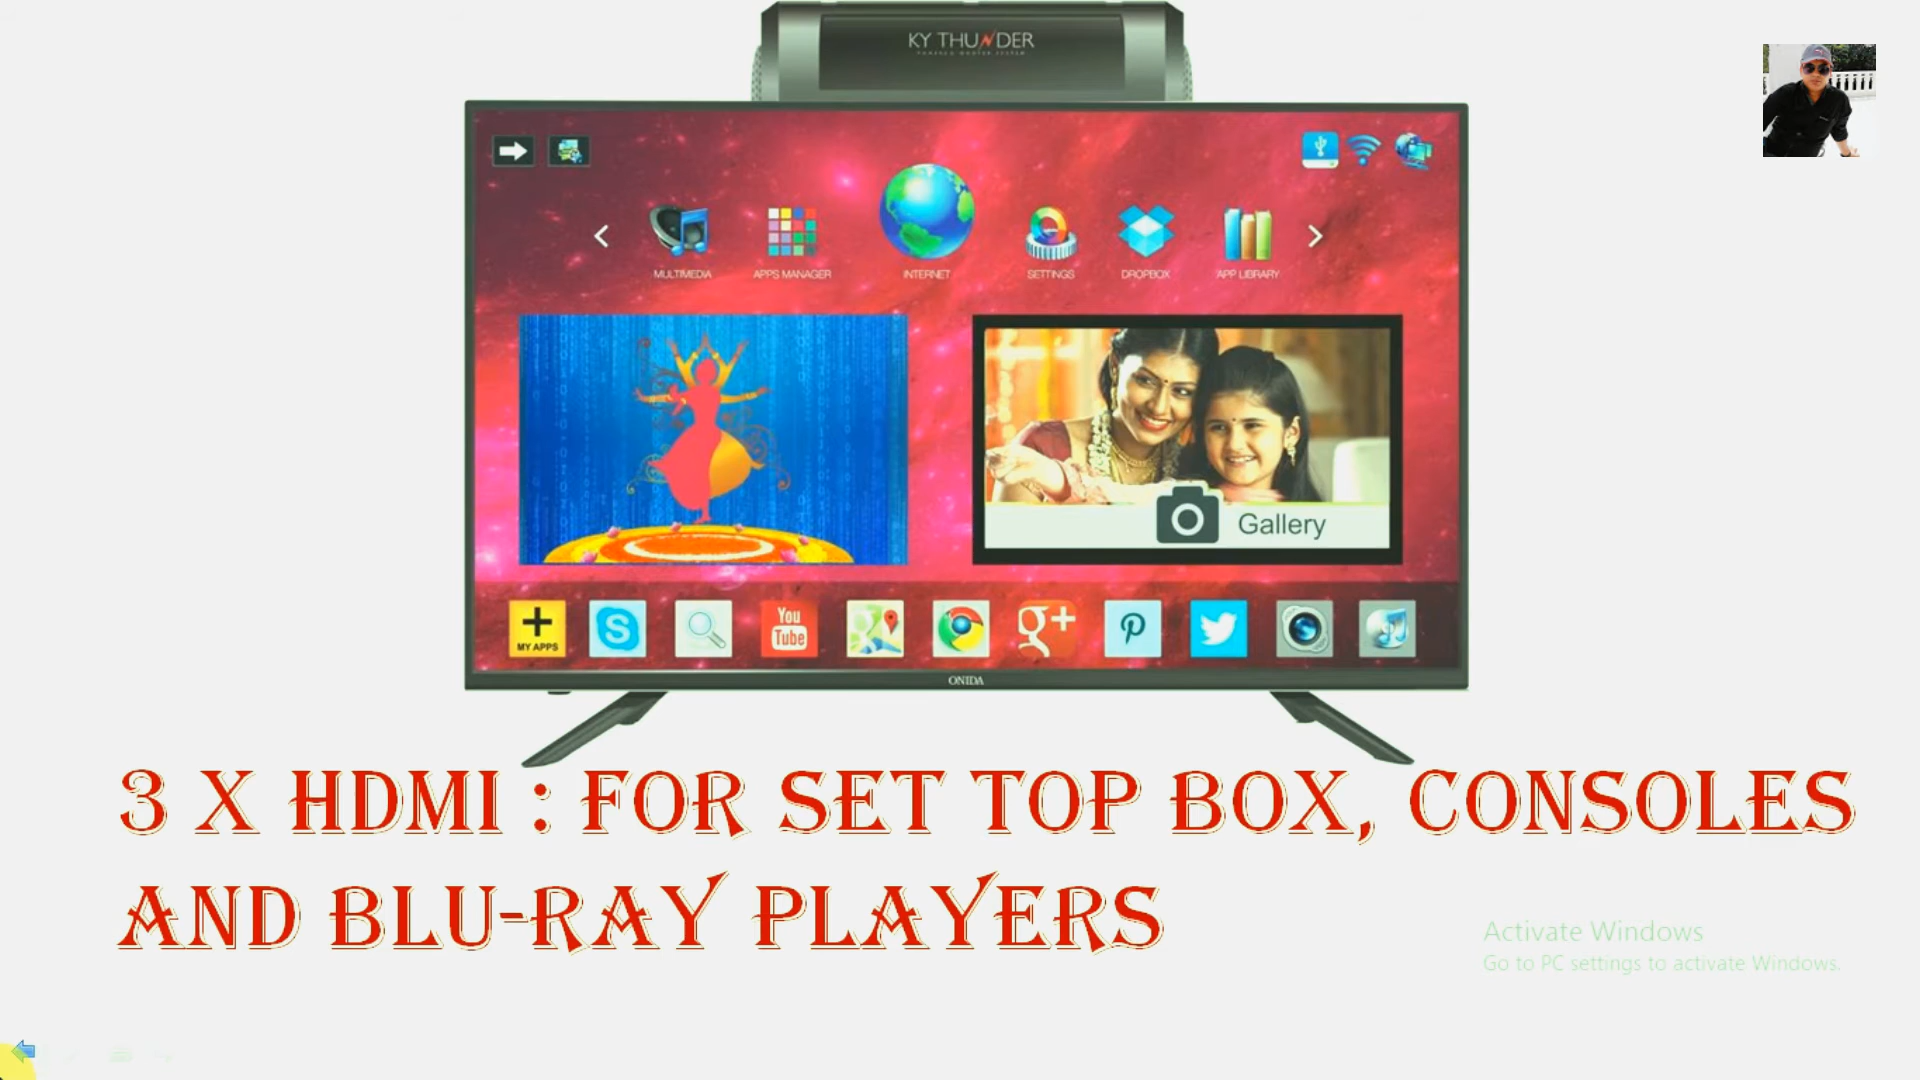 KY THUNDER
MULTIMEDIA
APPS MANAGER
INTERNET
SETTINGS
DROPBOX
APP LIBRARY
Gallery
MY APPS
S
You
Tube
g+
ONIDA
3 X HDMI : FOR SET TOP BOX, CONSOLES
AND BLU-RAY PLAYERS
Activate Windows
Go to PC settings to activate Windows.